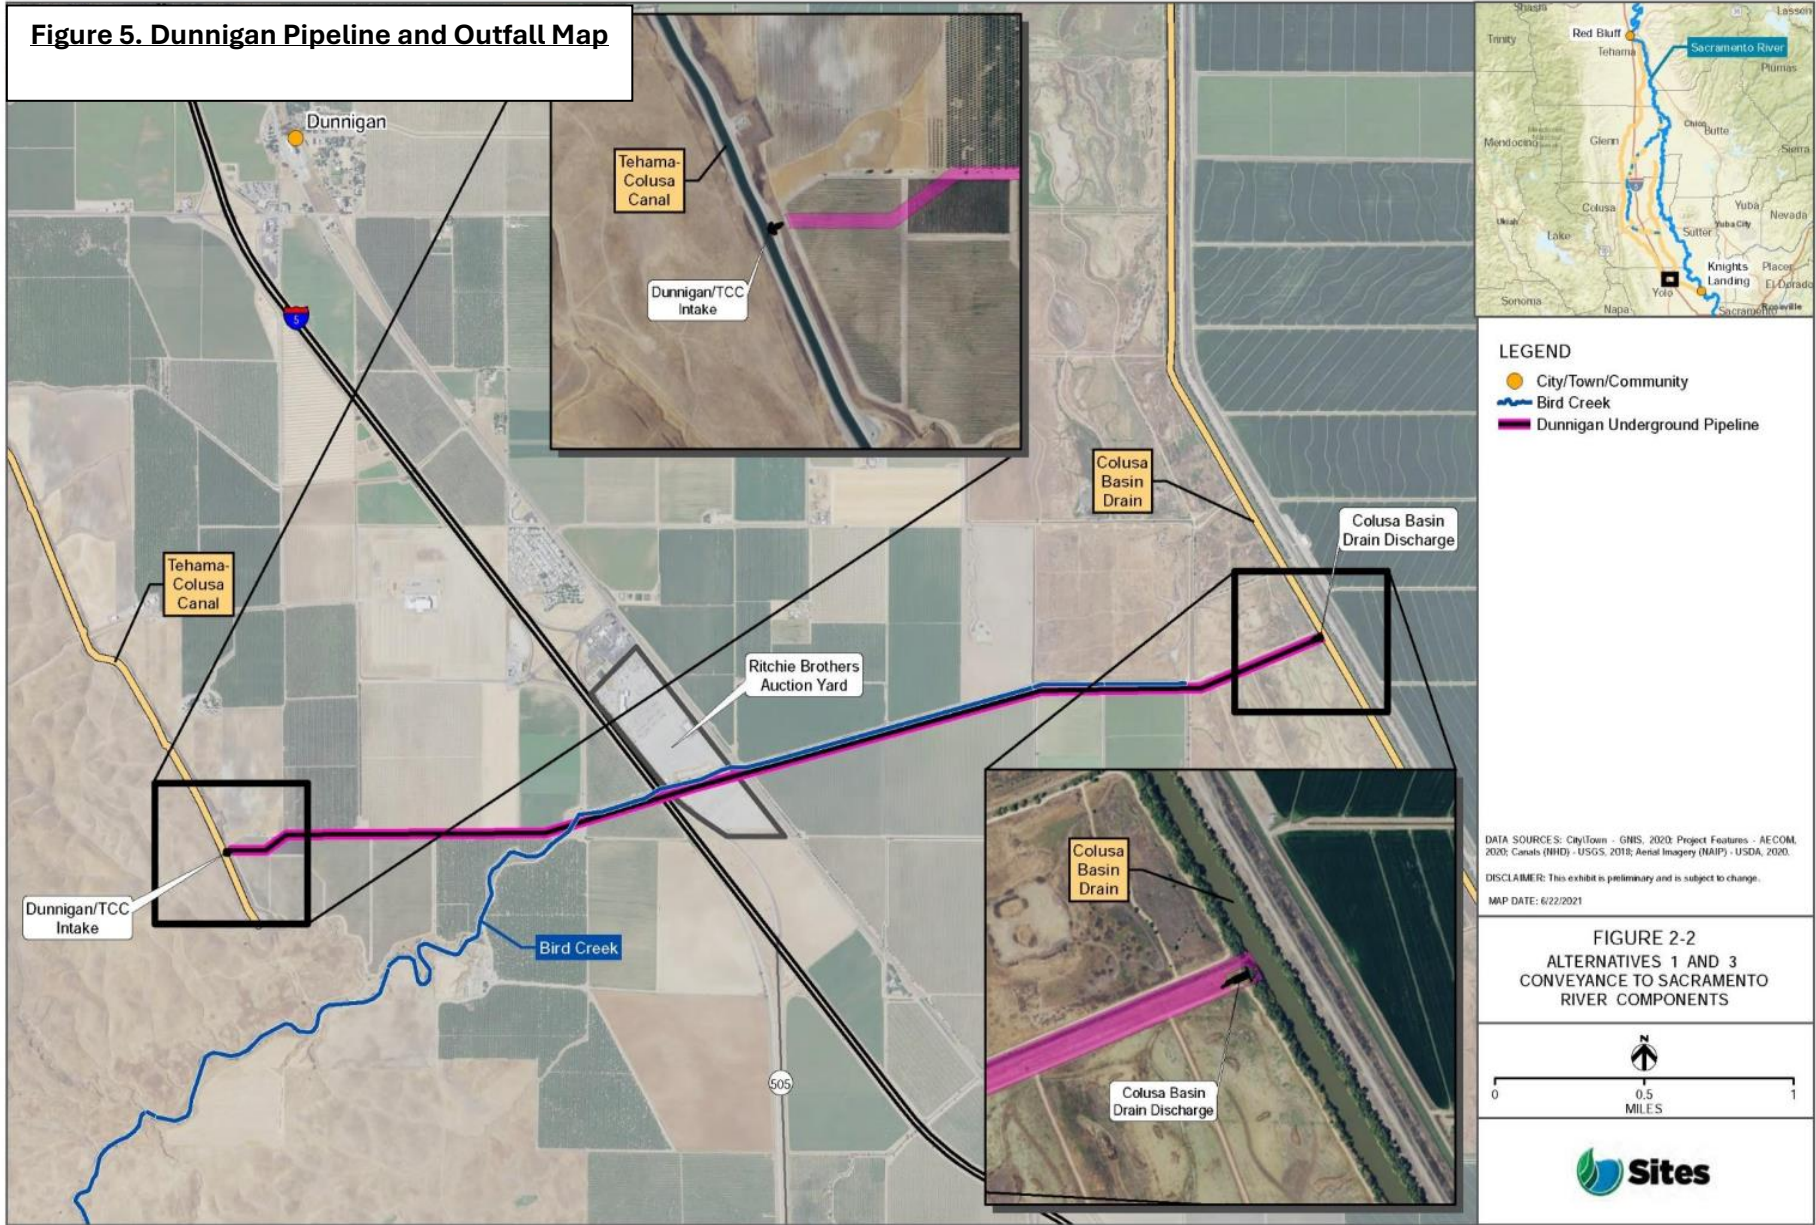 Figure 5. Dunnigan Pipeline and Outfall Map
Dunnigan
5
Tehama-
Colusa
Canal
Dunnigan/TCC
Intake
Tehama-
Colusa
Canal
Dunnigan/TCC
Intake
Bird Creek
Ritchie Brothers
Auction Yard
505
Colusa
Basin
Drain
Colusa Basin
Drain Discharge
Colusa
Basin
Drain
Colusa Basin
Drain Discharge
Shasta
Lassen
Trinity
Red Bluff
Tehama
Sacramento River
Plumas
Mendocino
Glenn
Chico
Butte
Sierra
Colusa
Yuba
Nevada
Ukiah
Lake
Sutter
Yuba City
Knights
Landing
Placer
Yolo
El Dorado
Sonoma
Napa
Sacramento
Roseville
LEGEND
City/Town/Community
Bird Creek
Dunnigan Underground Pipeline
DATA SOURCES: City\Town - GNIS, 2020; Project Features - AECOM,
2020; Canals (NHD) - USGS, 2018; Aerial Imagery (NAIP) - USDA, 2020.
DISCLAIMER: This exhibit is preliminary and is subject to change.
MAP DATE: 6/22/2021
FIGURE 2-2
ALTERNATIVES 1 AND 3
CONVEYANCE TO SACRAMENTO
RIVER COMPONENTS
N
0 0.5 1
MILES
Sites